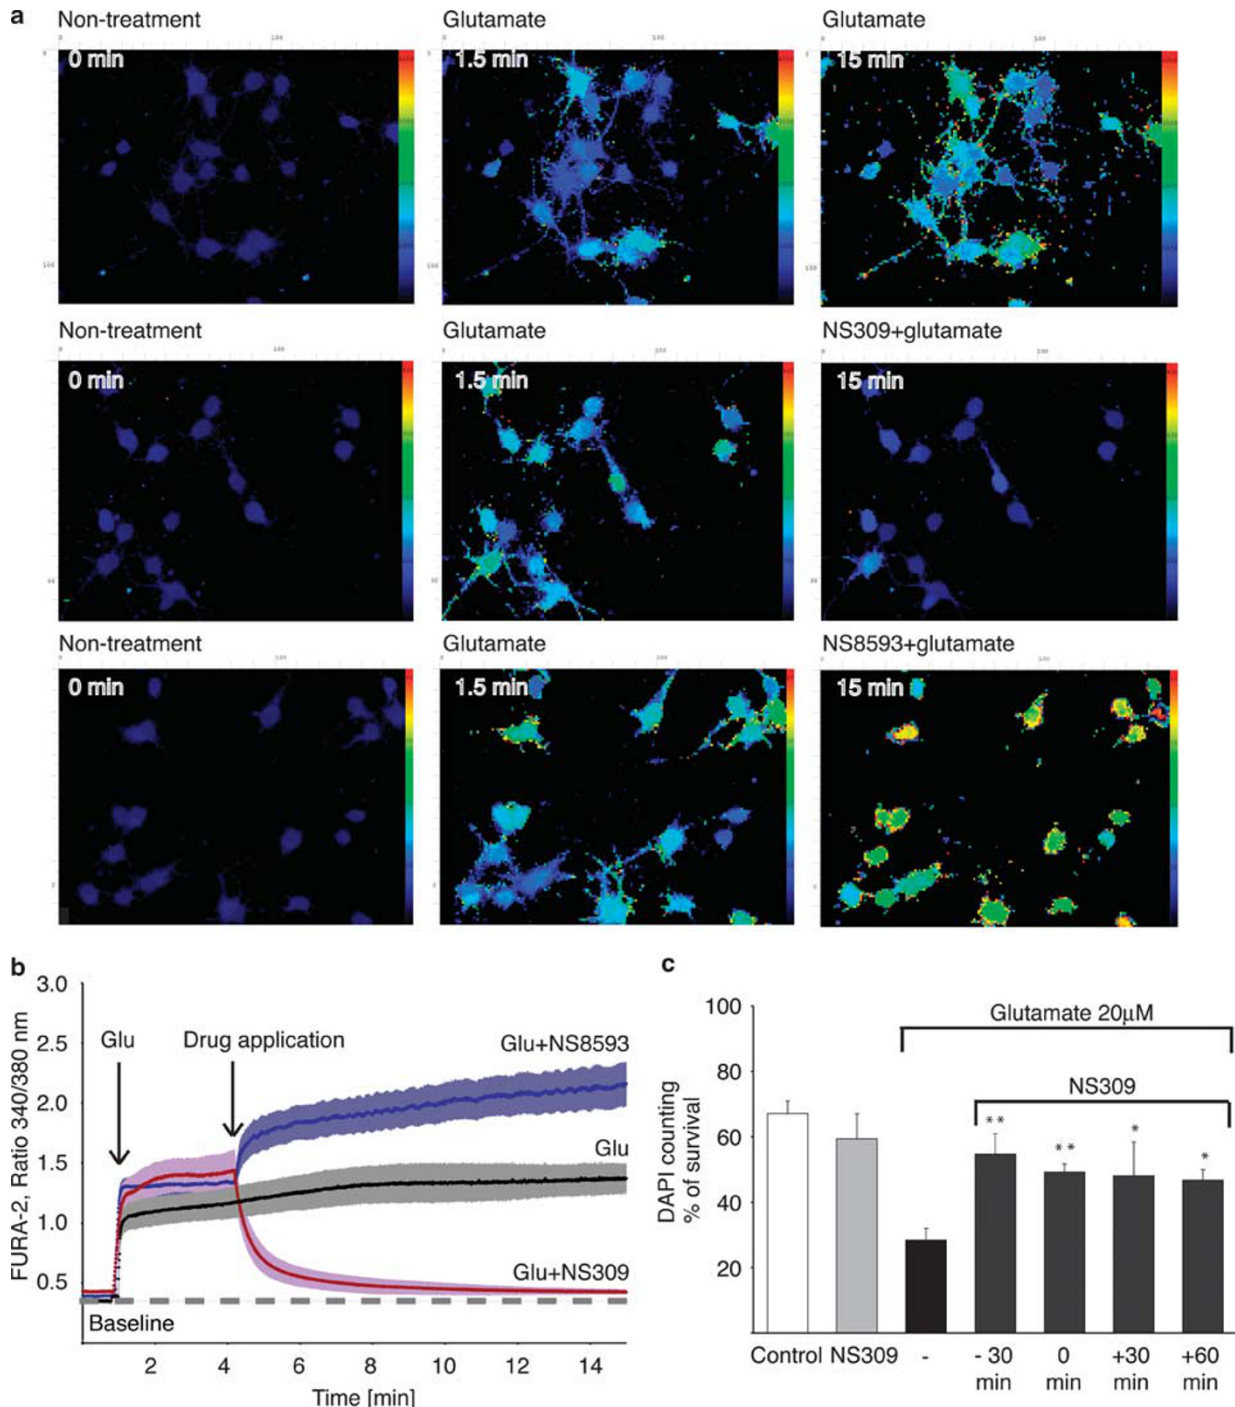 a
Non-treatment
Glutamate
Glutamate
0 min
1.5 min
15 min
Non-treatment
Glutamate
NS309+glutamate
0 min
1.5 min
15 min
Non-treatment
Glutamate
NS8593+glutamate
0 min
1.5 min
15 min
b
FURA-2, Ratio 340/380 nm
3.0
2.5
2.0
1.5
1.0
0.5
Glu
Drug application
Glu+NS8593
Glu
Glu+NS309
Baseline
2 4 6 8 10 12 14
Time [min]
c
DAPI counting
% of survival
100
80
60
40
20
Glutamate 20μM
NS309
** ** * *
Control NS309 - - 30 0 +30 +60
min min min min